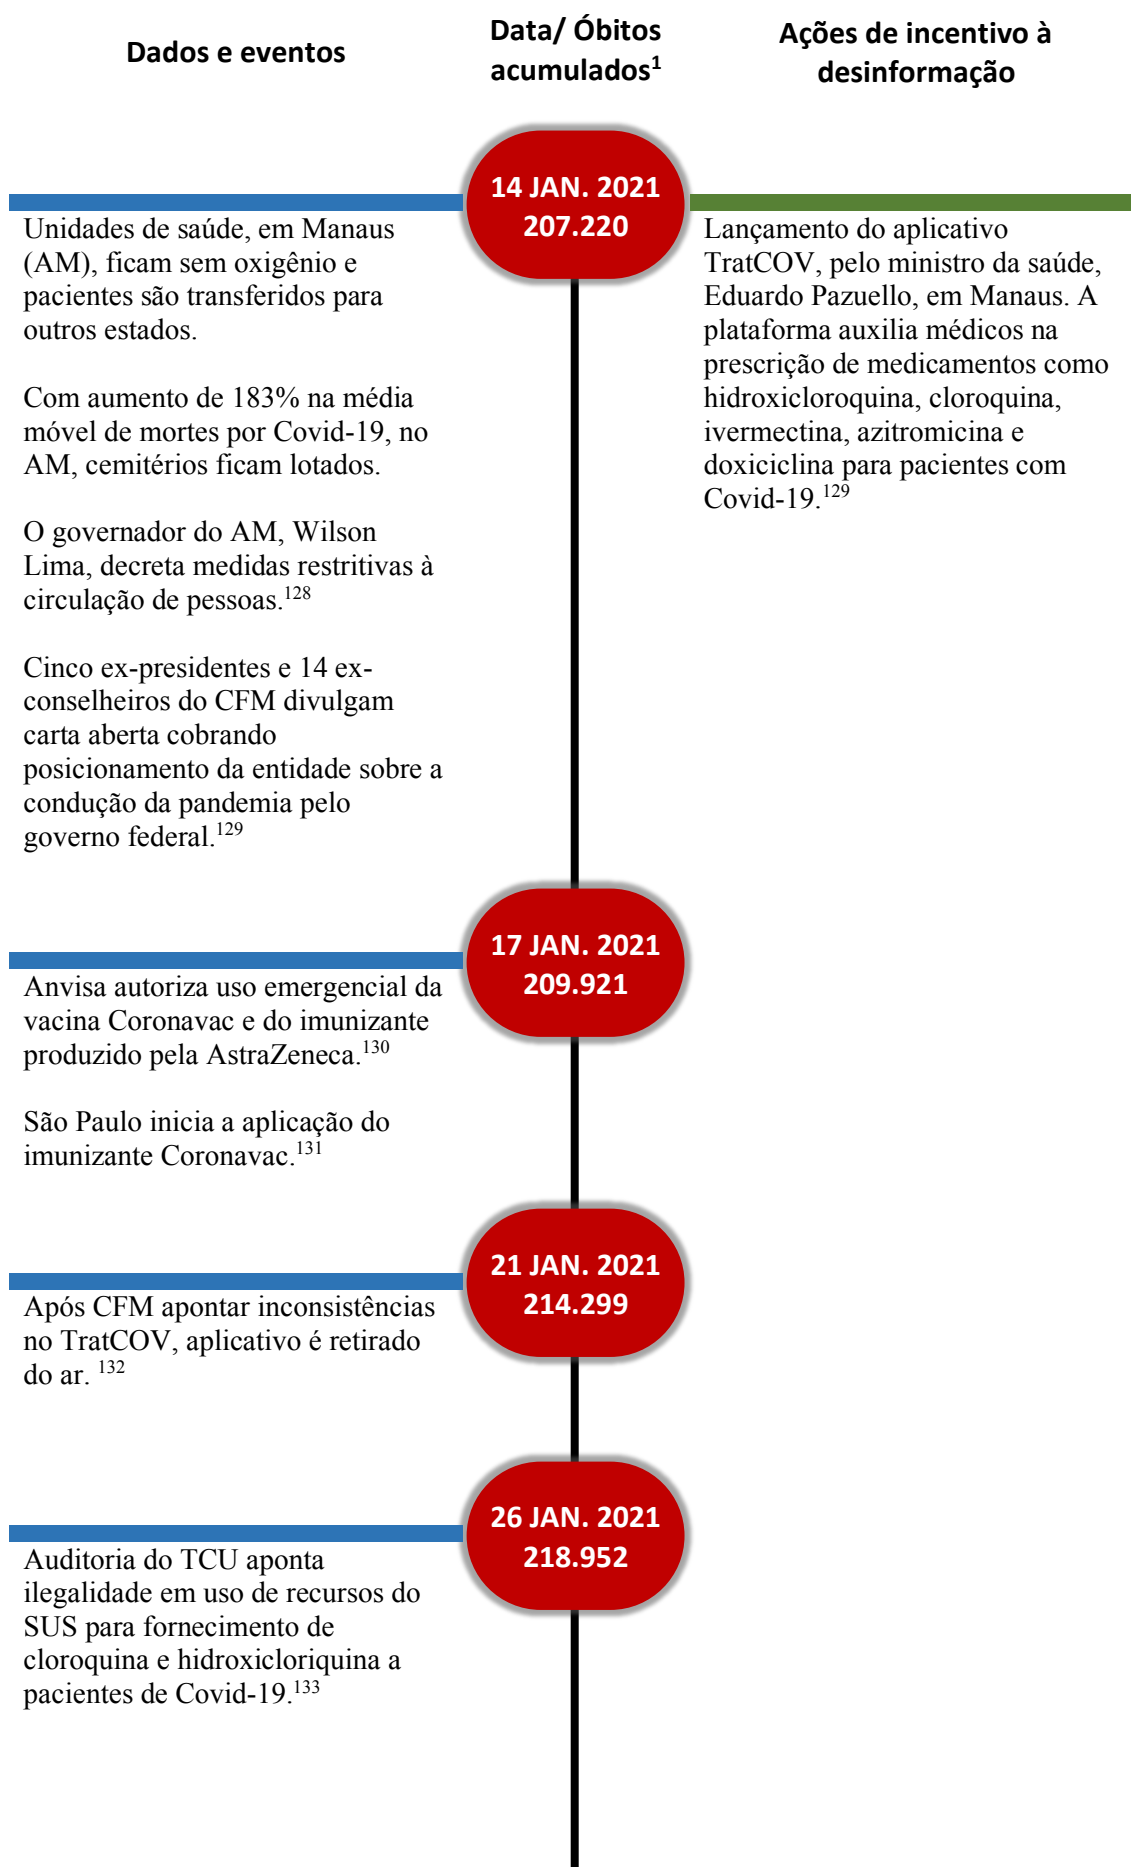 Dados e eventos
Data/ Óbitos
acumulados¹
Ações de incentivo à
desinformação
14 JAN. 2021
207.220
Unidades de saúde, em Manaus
(AM), ficam sem oxigênio e
pacientes são transferidos para
outros estados.
Com aumento de 183% na média
móvel de mortes por Covid-19, no
AM, cemitérios ficam lotados.
O governador do AM, Wilson
Lima, decreta medidas restritivas à
circulação de pessoas.¹²⁸
Cinco ex-presidentes e 14 ex-
conselheiros do CFM divulgam
carta aberta cobrando
posicionamento da entidade sobre a
condução da pandemia pelo
governo federal.¹²⁹
Lançamento do aplicativo
TratCOV, pelo ministro da saúde,
Eduardo Pazuello, em Manaus. A
plataforma auxilia médicos na
prescrição de medicamentos como
hidroxicloroquina, cloroquina,
ivermectina, azitromicina e
doxiciclina para pacientes com
Covid-19.¹²⁹
17 JAN. 2021
209.921
Anvisa autoriza uso emergencial da
vacina Coronavac e do imunizante
produzido pela AstraZeneca.¹³⁰
São Paulo inicia a aplicação do
imunizante Coronavac.¹³¹
21 JAN. 2021
214.299
Após CFM apontar inconsistências
no TratCOV, aplicativo é retirado
do ar. ¹³²
26 JAN. 2021
218.952
Auditoria do TCU aponta
ilegalidade em uso de recursos do
SUS para fornecimento de
cloroquina e hidroxicloriquina a
pacientes de Covid-19.¹³³